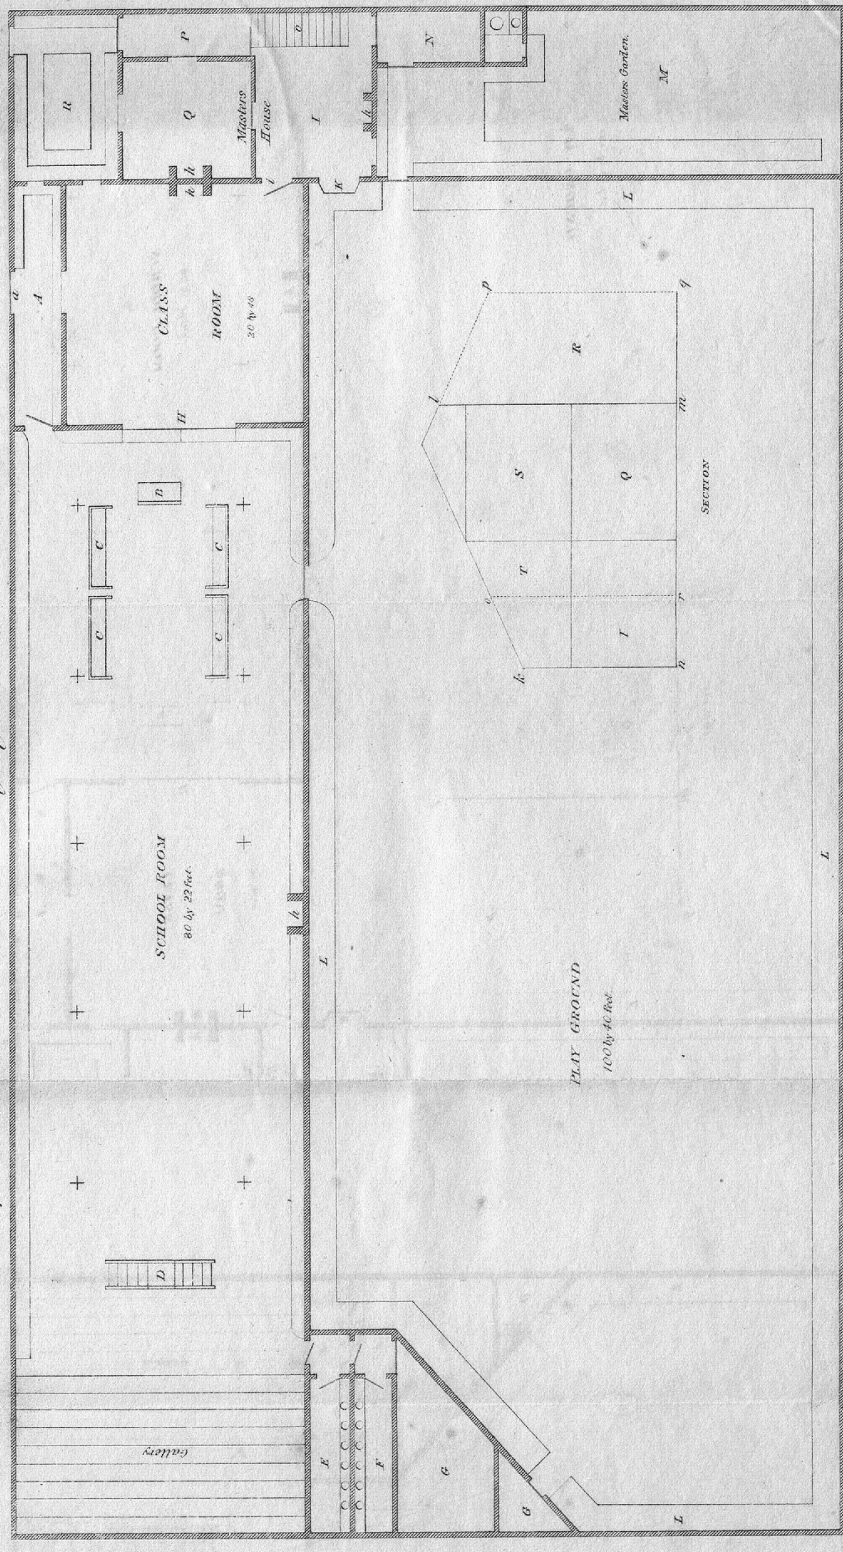 Gallery
D
SCHOOL ROOM
80 by 22 feet.
h
C
C
C
C
B
H
a
A
CLASS
ROOM
20 by 18
R
P
Q
h
h
Masters
House
i
c
I
K
h
N
Masters Garden.
M
E
F
G
G
L
L
L
L
PLAY GROUND
100 by 40 feet.
k
o
l
p
T
S
R
I
Q
n
r
m
q
SECTION